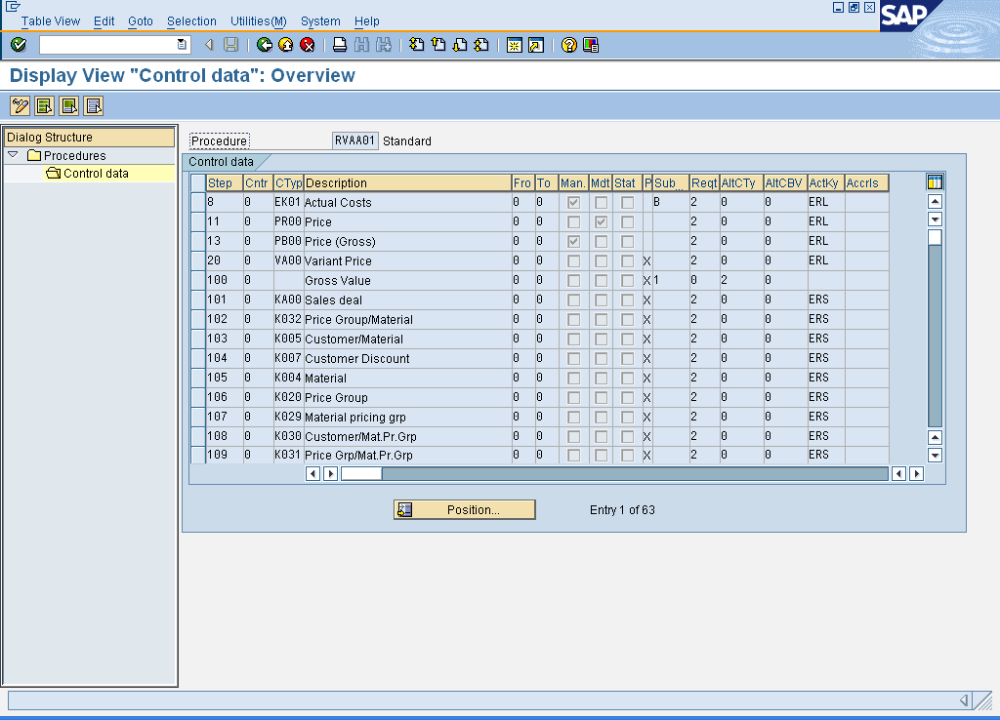 Table View Edit Goto Selection Utilities(M) System Help
SAP
Display View "Control data": Overview
Dialog Structure
Procedures
Control data
Procedure RVAA01 Standard
Control data
Step Cntr CTyp Description Fro To Man. Mdt Stat P Sub Reqt AltCTy AltCBV ActKy Accrls
8 0 EK01 Actual Costs 0 0 B 2 0 0 ERL
11 0 PR00 Price 0 0 2 0 0 ERL
13 0 PB00 Price (Gross) 0 0 2 0 0 ERL
20 0 VA00 Variant Price 0 0 X 2 0 0 ERL
100 0 Gross Value 0 0 X 1 0 2 0
101 0 KA00 Sales deal 0 0 X 2 0 0 ERS
102 0 K032 Price Group/Material 0 0 X 2 0 0 ERS
103 0 K005 Customer/Material 0 0 X 2 0 0 ERS
104 0 K007 Customer Discount 0 0 X 2 0 0 ERS
105 0 K004 Material 0 0 X 2 0 0 ERS
106 0 K020 Price Group 0 0 X 2 0 0 ERS
107 0 K029 Material pricing grp 0 0 X 2 0 0 ERS
108 0 K030 Customer/Mat.Pr.Grp 0 0 X 2 0 0 ERS
109 0 K031 Price Grp/Mat.Pr.Grp 0 0 X 2 0 0 ERS
Position... Entry 1 of 63